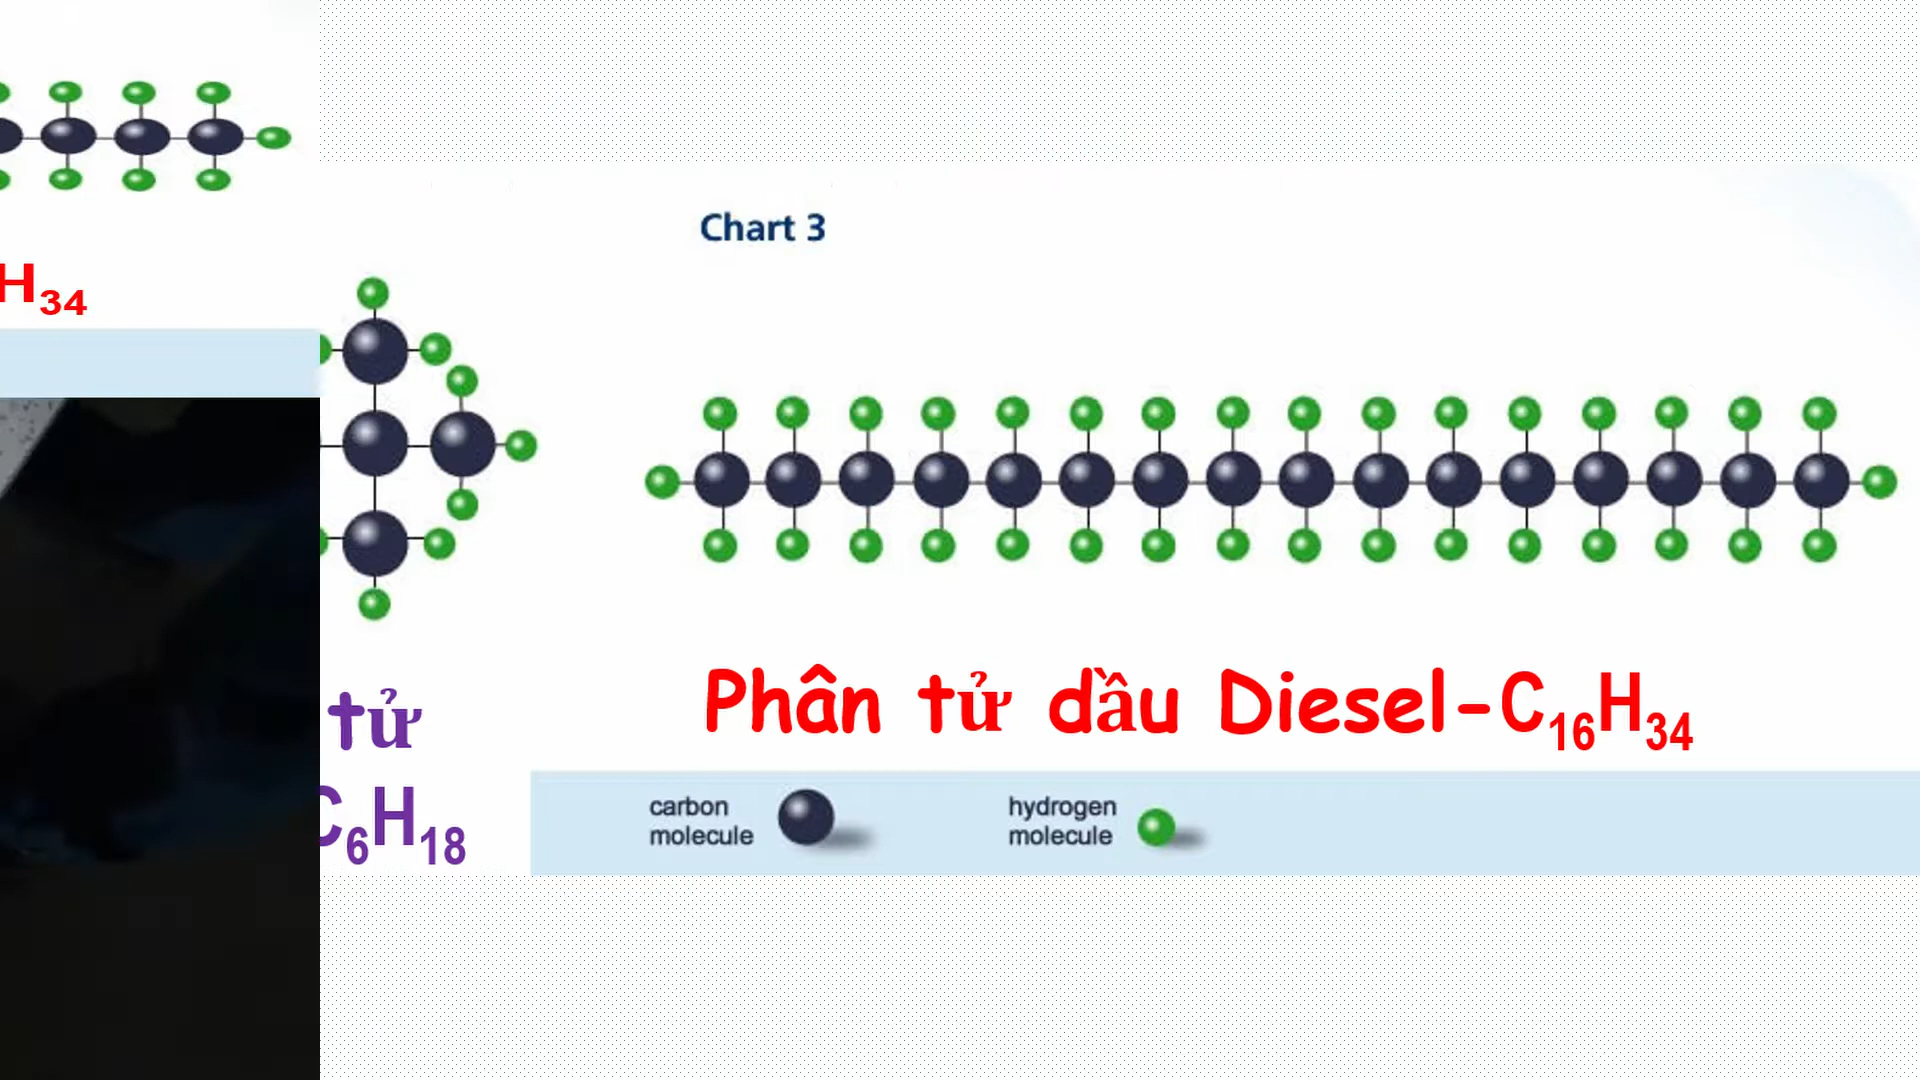 H₃₄
Chart 3
tử
C₆H₁₈
Phân tử dầu Diesel-C₁₆H₃₄
carbon
molecule
hydrogen
molecule